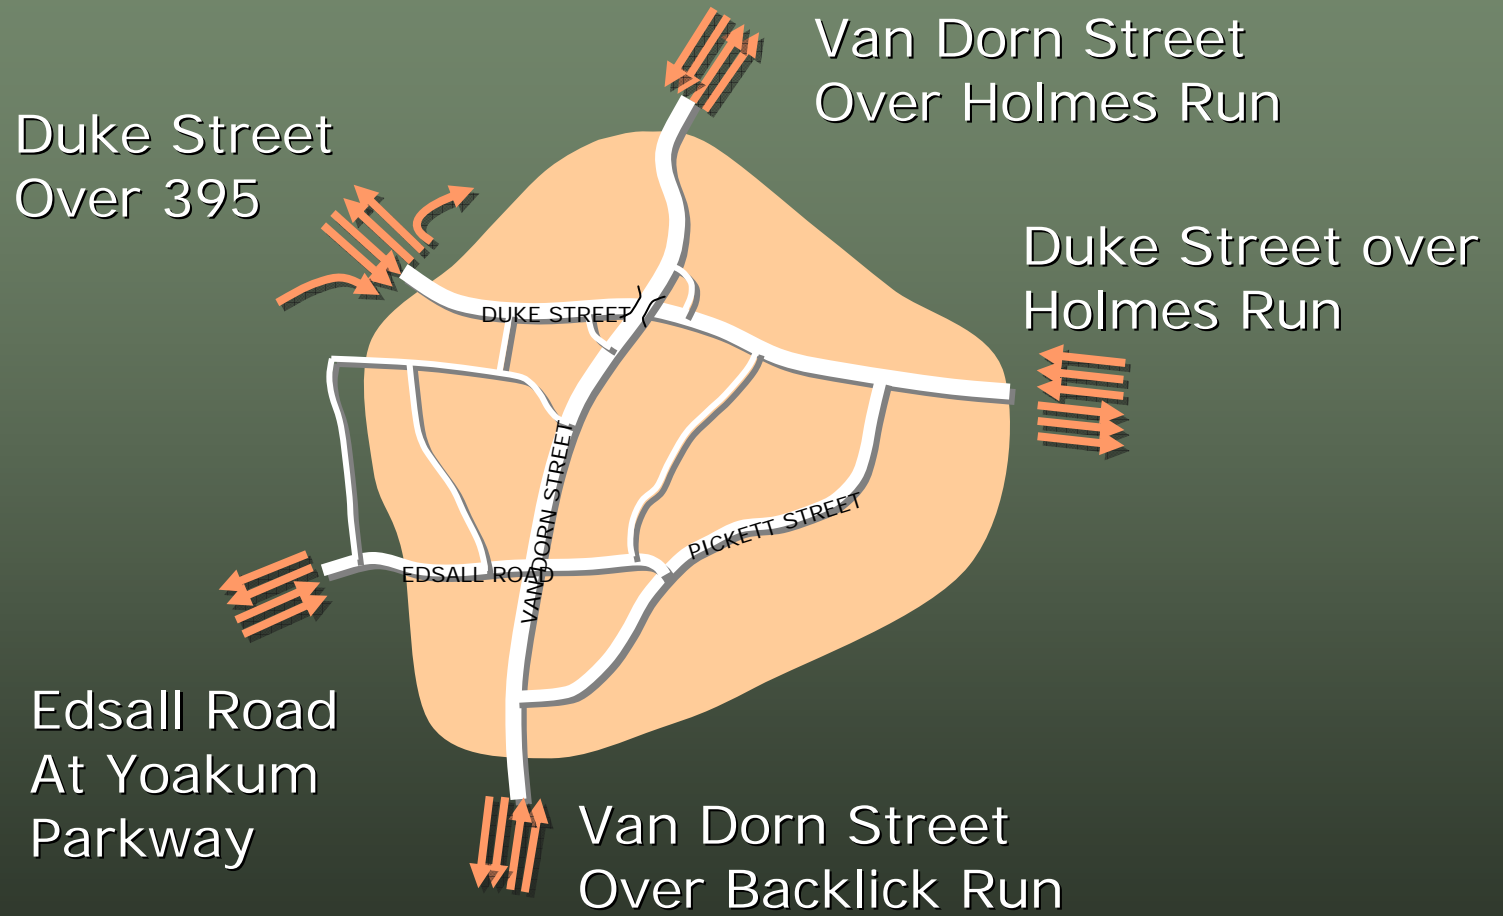 Van Dorn Street
Over Holmes Run
Duke Street
Over 395
Duke Street over
Holmes Run
DUKE STREET
VAN DORN STREET
PICKETT STREET
EDSALL ROAD
Edsall Road
At Yoakum
Parkway
Van Dorn Street
Over Backlick Run